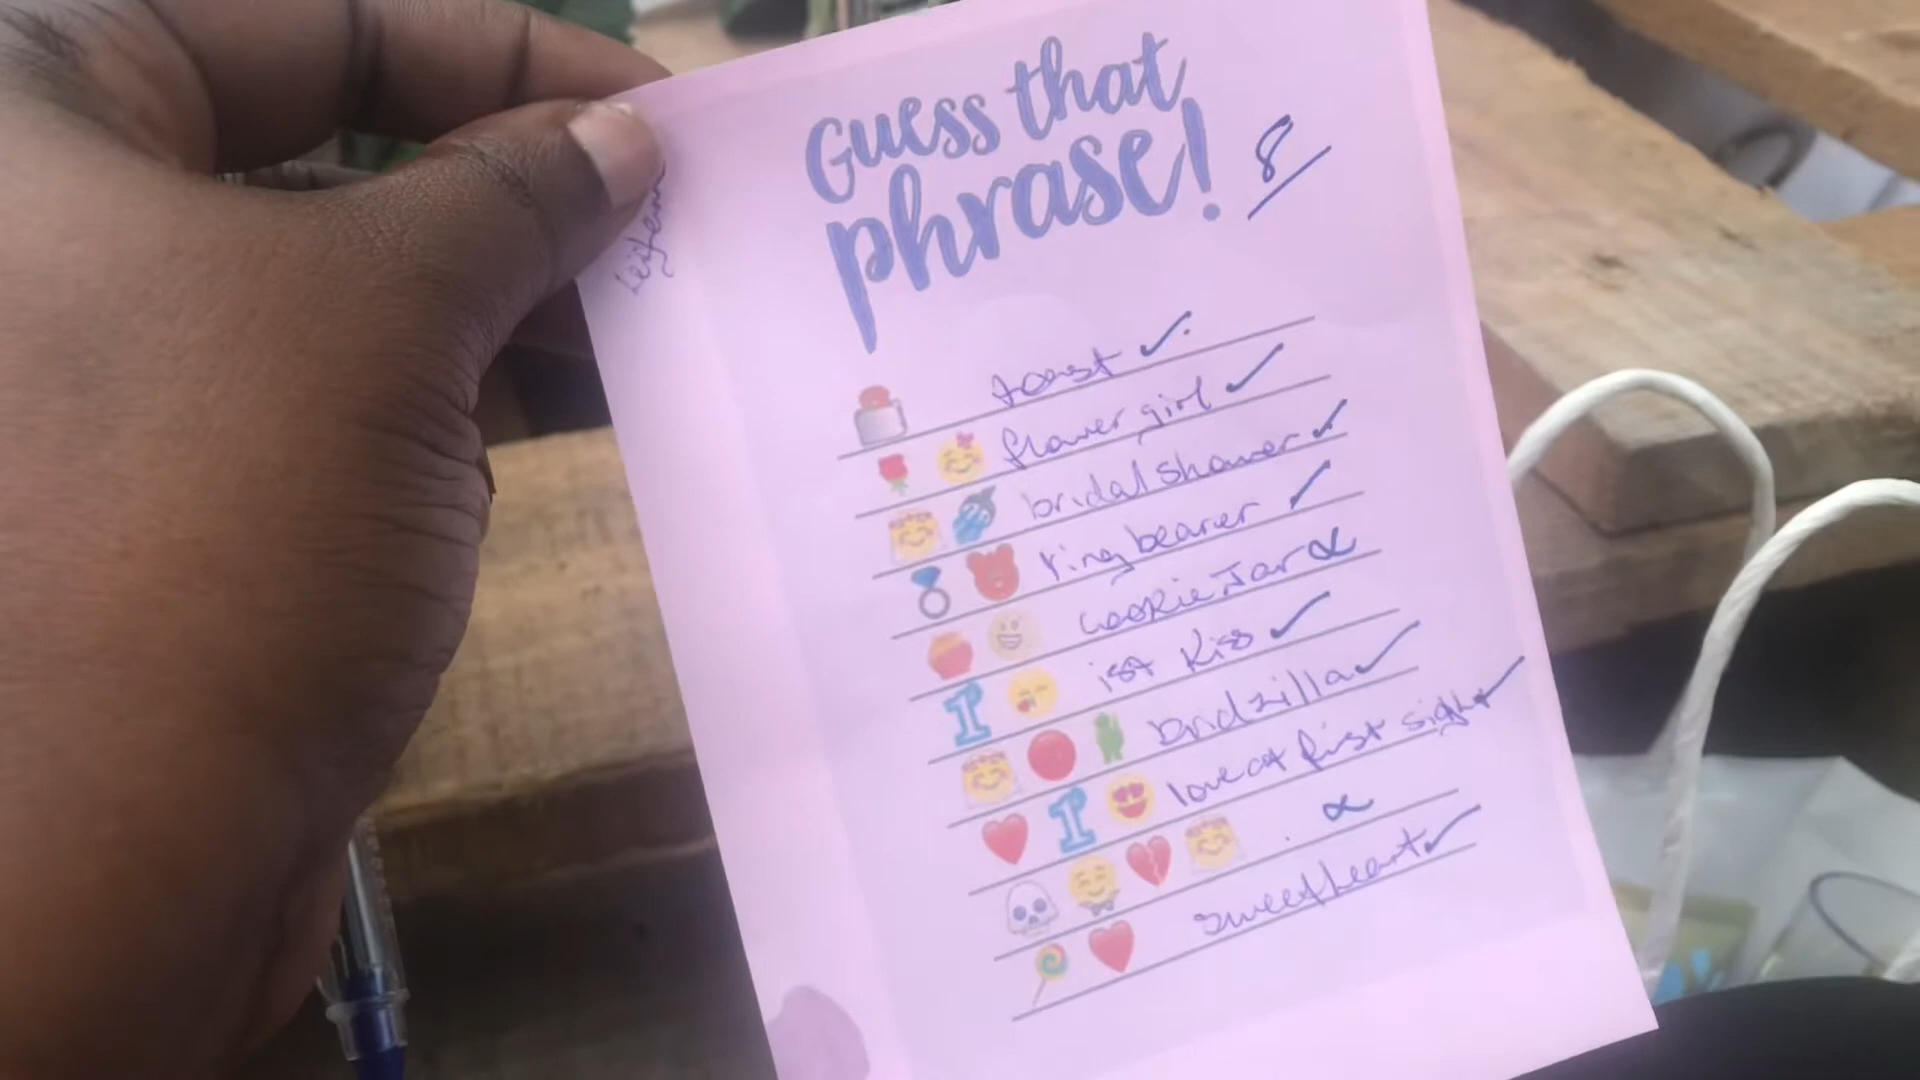 Guess that
phrase!
8
toast
flower girl
bridal shower
ring bearer
cookie Jar
1st Kiss
bridzilla
love at first sight
sweetheart